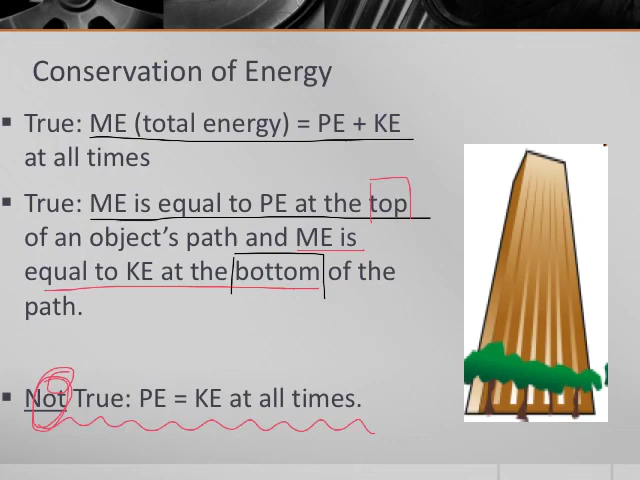 Conservation of Energy
▪ True: ME (total energy) = PE + KE
at all times
▪ True: ME is equal to PE at the top
of an object's path and ME is
equal to KE at the bottom of the
path.
▪ Not True: PE = KE at all times.